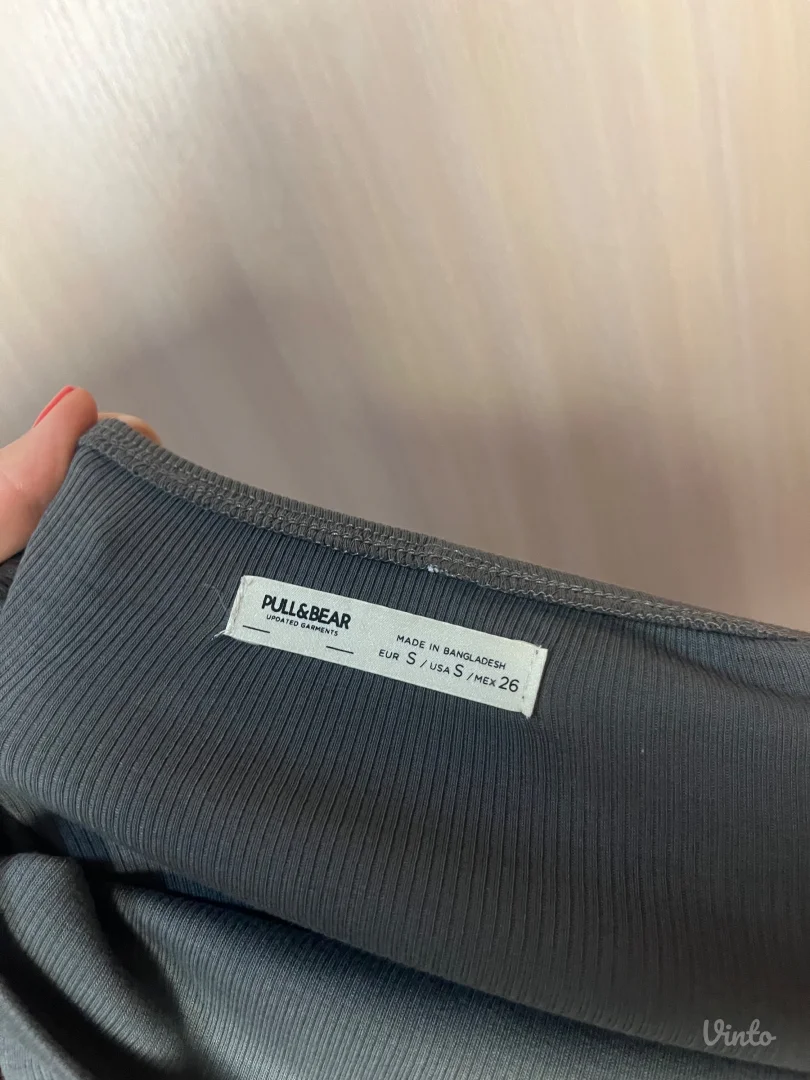 PULL&BEAR
UPDATED GARMENTS
MADE IN BANGLADESH
EUR S / USA S / MEX 26
Vinto